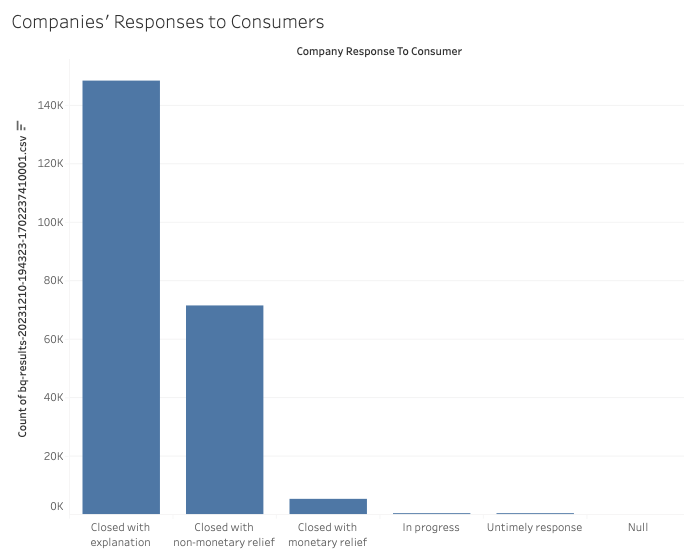 Companies’ Responses to Consumers
Company Response To Consumer
Count of bq-results-20231210-194323-1702237410001.csv
140K
120K
100K
80K
60K
40K
20K
0K
Closed with
explanation
Closed with
non-monetary relief
Closed with
monetary relief
In progress
Untimely response
Null